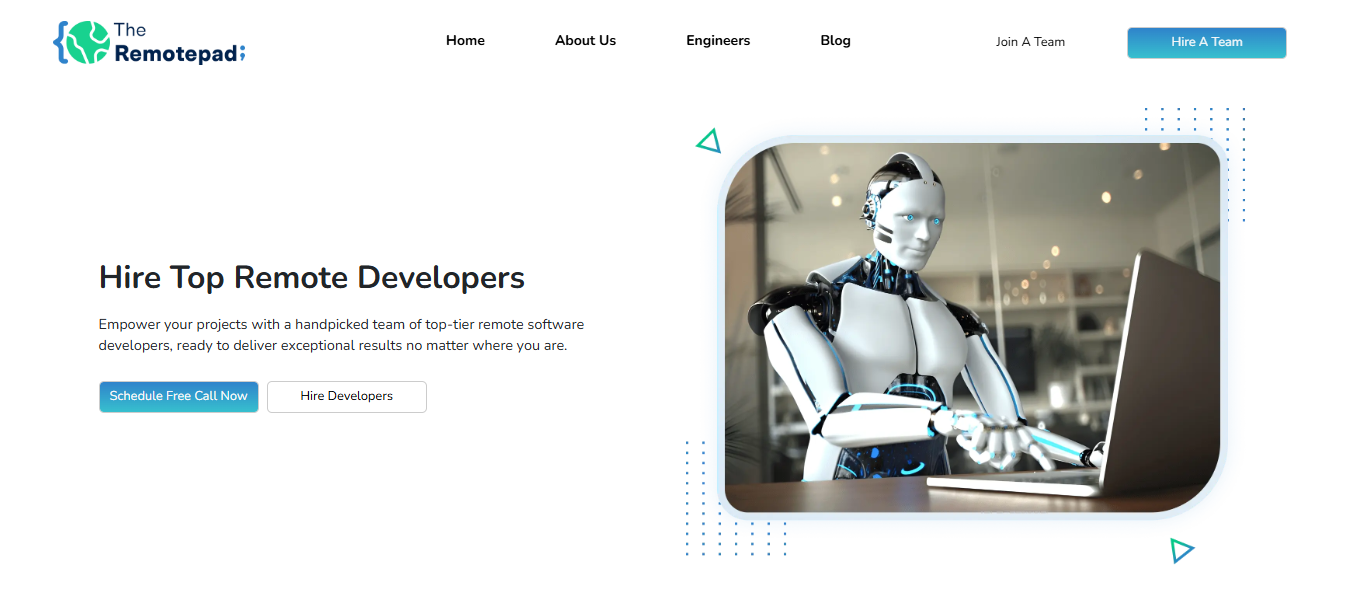 The
Remotepad;
Home
About Us
Engineers
Blog
Join A Team
Hire A Team
Hire Top Remote Developers
Empower your projects with a handpicked team of top-tier remote software
developers, ready to deliver exceptional results no matter where you are.
Schedule Free Call Now
Hire Developers